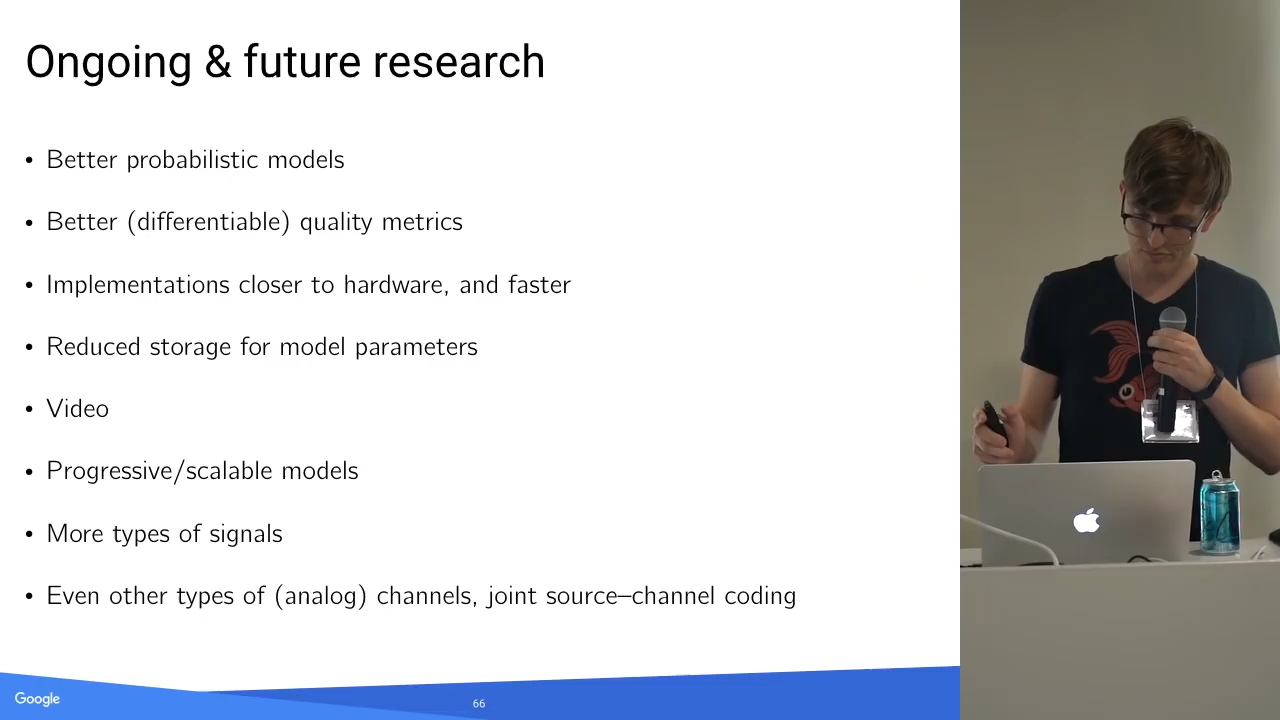 Ongoing & future research
• Better probabilistic models
• Better (differentiable) quality metrics
• Implementations closer to hardware, and faster
• Reduced storage for model parameters
• Video
• Progressive/scalable models
• More types of signals
• Even other types of (analog) channels, joint source–channel coding
Google
66